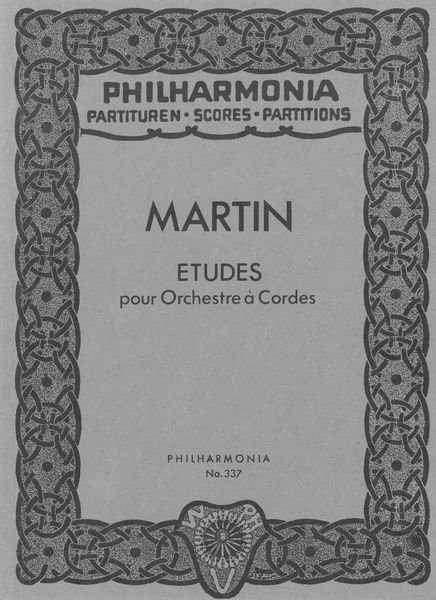 PHILHARMONIA
PARTITUREN • SCORES • PARTITIONS
MARTIN
ETUDES
pour Orchestre à Cordes
PHILHARMONIA
No. 337